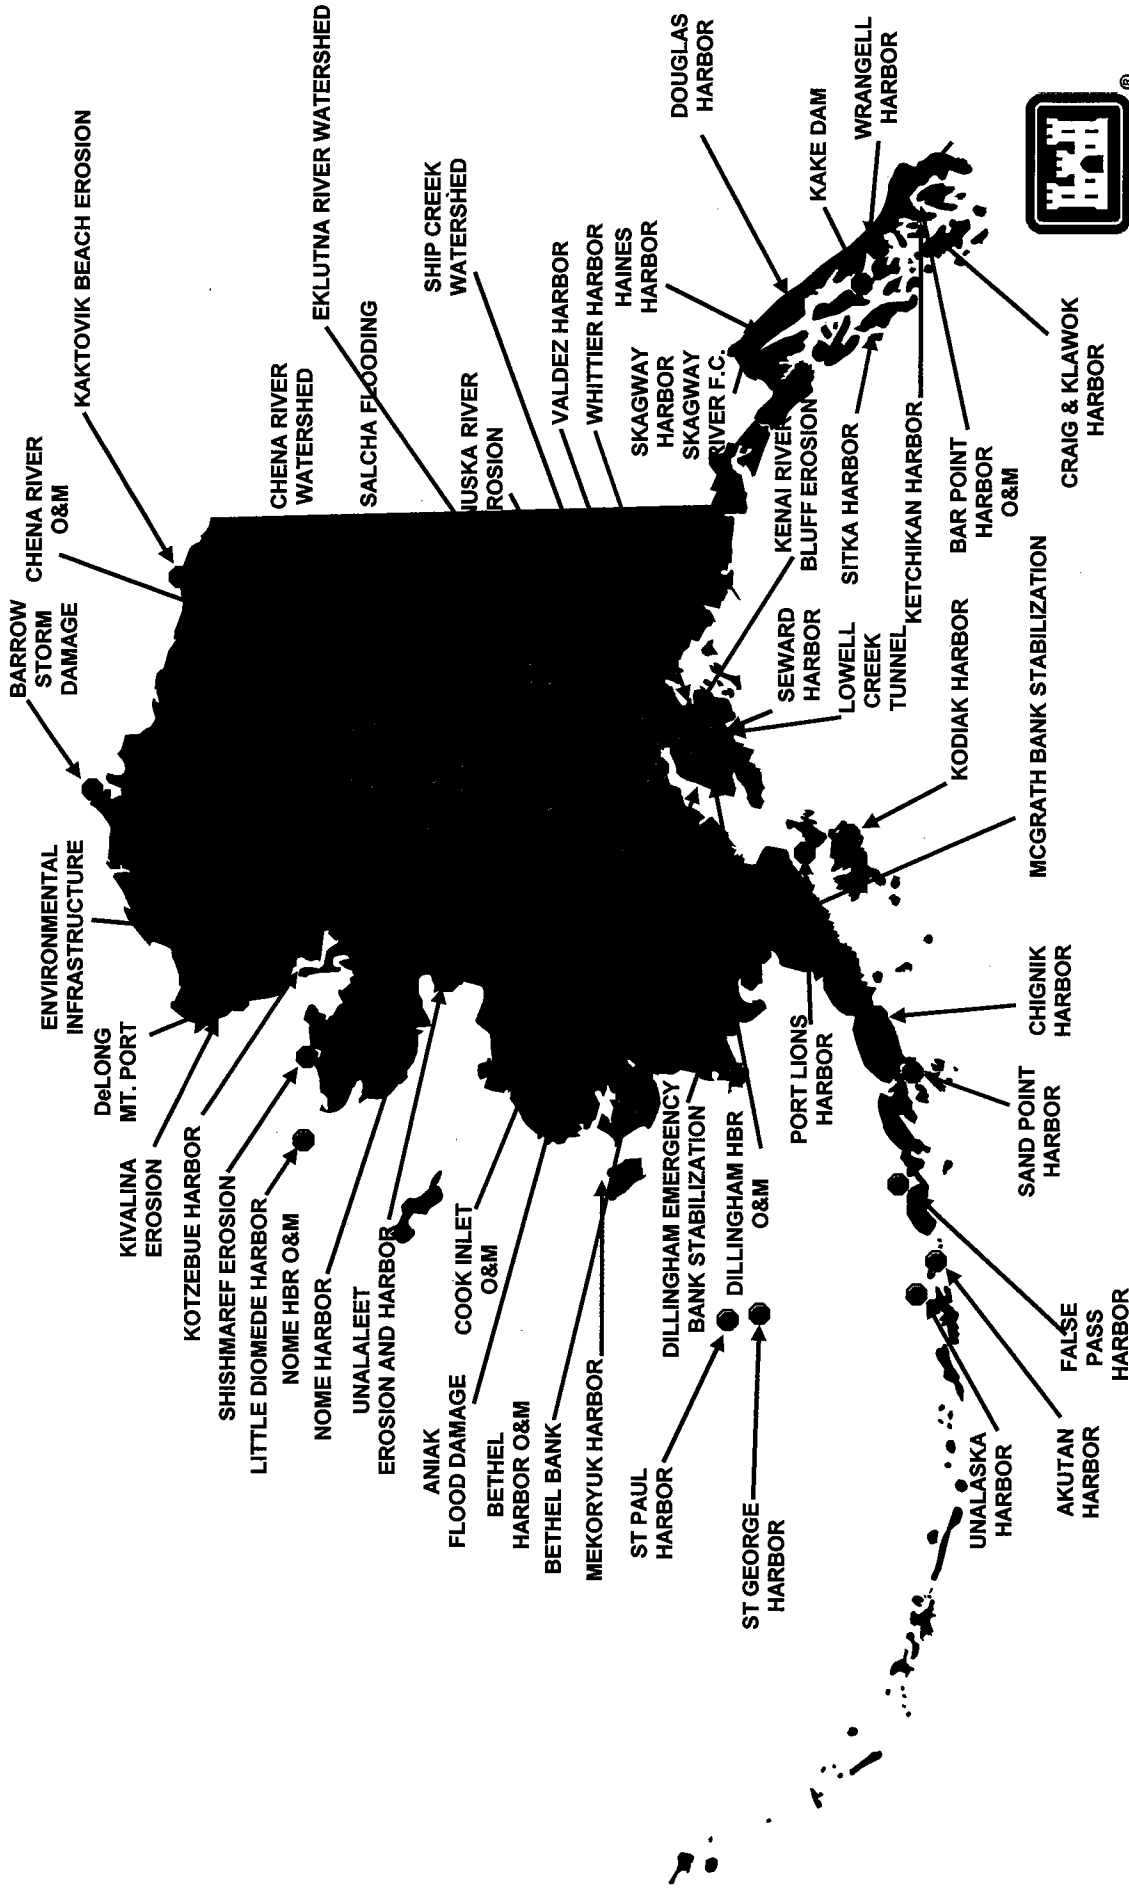 BARROW
STORM
DAMAGE
CHENA RIVER
O&M
KAKTOVIK BEACH EROSION
ENVIRONMENTAL
INFRASTRUCTURE
DeLONG
MT. PORT
KIVALINA
EROSION
KOTZEBUE HARBOR
SHISHMAREF EROSION
LITTLE DIOMEDE HARBOR
NOME HBR O&M
NOME HARBOR
UNALALEET
EROSION AND HARBOR
COOK INLET
O&M
ANIAK
FLOOD DAMAGE
BETHEL
HARBOR O&M
BETHEL BANK
MEKORYUK HARBOR
ST PAUL
HARBOR
ST GEORGE
HARBOR
DILLINGHAM EMERGENCY
BANK STABILIZATION
DILLINGHAM HBR
O&M
PORT LIONS
HARBOR
UNALASKA
HARBOR
AKUTAN
HARBOR
FALSE
PASS
HARBOR
SAND POINT
HARBOR
CHIGNIK
HARBOR
MCGRATH BANK STABILIZATION
KODIAK HARBOR
LOWELL
CREEK
TUNNEL
SEWARD
HARBOR
KENAI RIVER
BLUFF EROSION
SITKA HARBOR
KETCHIKAN HARBOR
BAR POINT
HARBOR
O&M
CRAIG & KLAWOK
HARBOR
CHENA RIVER
WATERSHED
EKLUTNA RIVER WATERSHED
SALCHA FLOODING
NUSKA RIVER
ROSION
SHIP CREEK
WATERSHED
VALDEZ HARBOR
WHITTIER HARBOR
HAINES
HARBOR
SKAGWAY
HARBOR
SKAGWAY
RIVER F.C.
DOUGLAS
HARBOR
KAKE DAM
WRANGELL
HARBOR
®